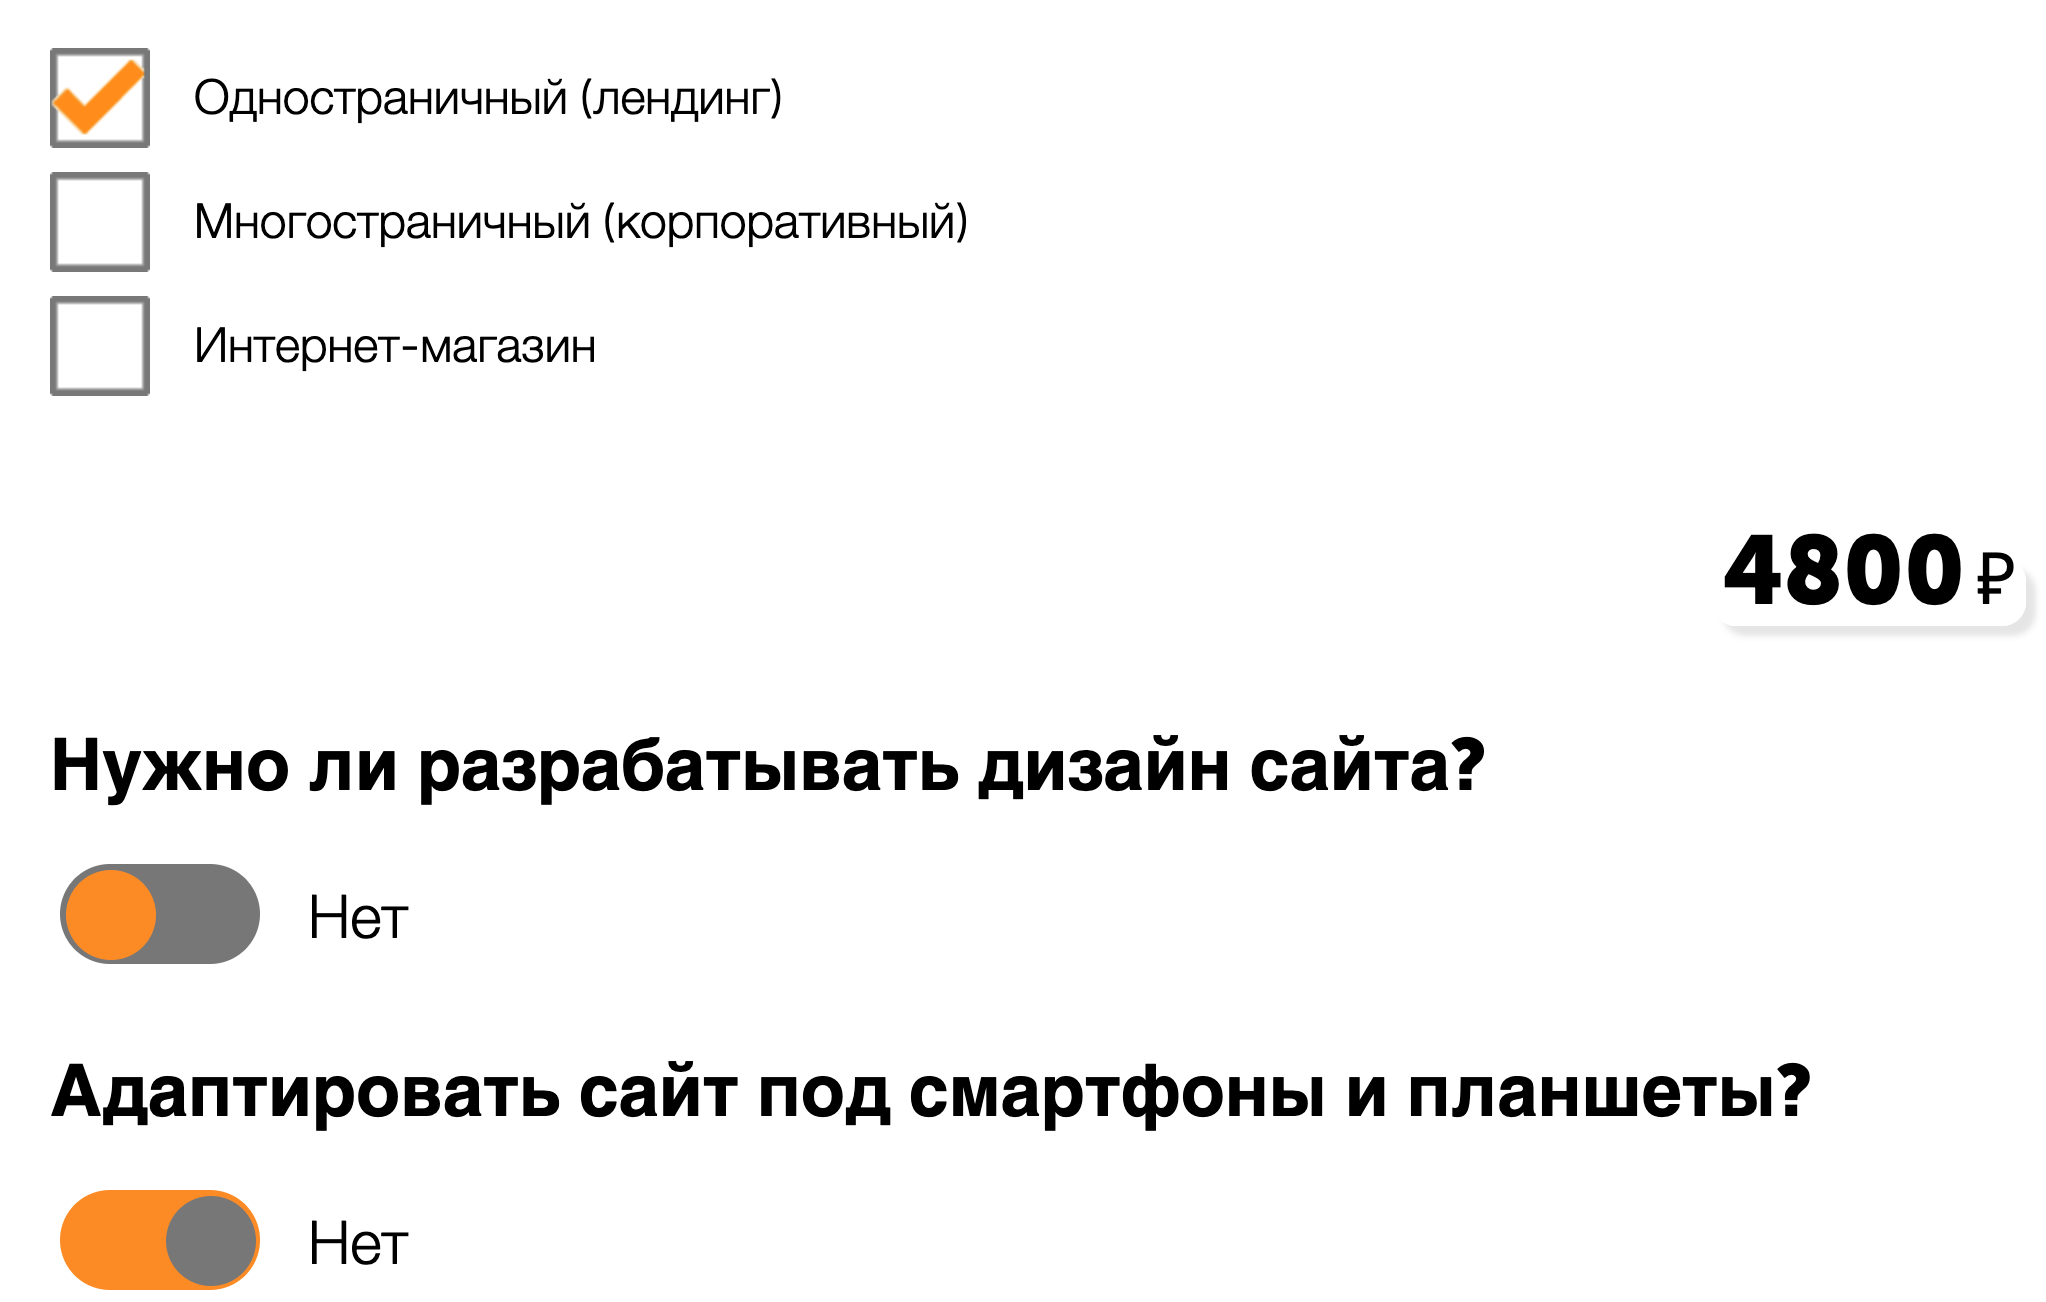 Одностраничный (лендинг)
Многостраничный (корпоративный)
Интернет-магазин
4800 ₽
Нужно ли разрабатывать дизайн сайта?
Нет
Адаптировать сайт под смартфоны и планшеты?
Нет